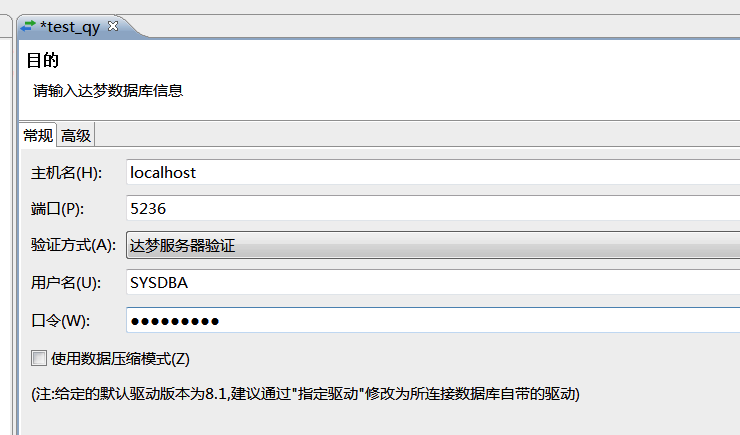 *test_qy
目的
请输入达梦数据库信息
常规 高级
主机名(H): localhost
端口(P): 5236
验证方式(A): 达梦服务器验证
用户名(U): SYSDBA
口令(W): ●●●●●●●●●
使用数据压缩模式(Z)
(注:给定的默认驱动版本为8.1,建议通过"指定驱动"修改为所连接数据库自带的驱动)